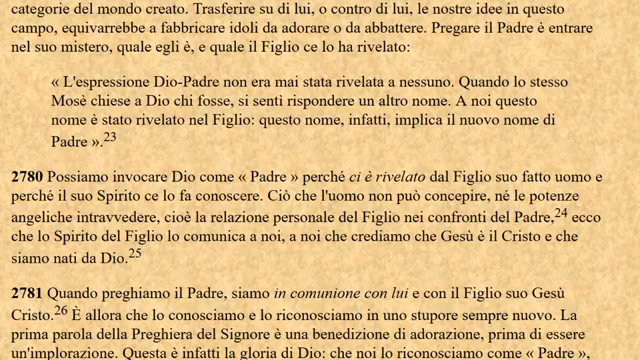 categorie del mondo creato. Trasferire su di lui, o contro di lui, le nostre idee in questo
campo, equivarrebbe a fabbricare idoli da adorare o da abbattere. Pregare il Padre è entrare
nel suo mistero, quale egli è, e quale il Figlio ce lo ha rivelato:
« L'espressione Dio-Padre non era mai stata rivelata a nessuno. Quando lo stesso
Mosè chiese a Dio chi fosse, si sentì rispondere un altro nome. A noi questo
nome è stato rivelato nel Figlio: questo nome, infatti, implica il nuovo nome di
Padre ».23
2780 Possiamo invocare Dio come « Padre » perché ci è rivelato dal Figlio suo fatto uomo e
perché il suo Spirito ce lo fa conoscere. Ciò che l'uomo non può concepire, né le potenze
angeliche intravvedere, cioè la relazione personale del Figlio nei confronti del Padre,24 ecco
che lo Spirito del Figlio lo comunica a noi, a noi che crediamo che Gesù è il Cristo e che
siamo nati da Dio.25
2781 Quando preghiamo il Padre, siamo in comunione con lui e con il Figlio suo Gesù
Cristo.26 È allora che lo conosciamo e lo riconosciamo in uno stupore sempre nuovo. La
prima parola della Preghiera del Signore è una benedizione di adorazione, prima di essere
un'implorazione. Questa è infatti la gloria di Dio: che noi lo riconosciamo come « Padre »,